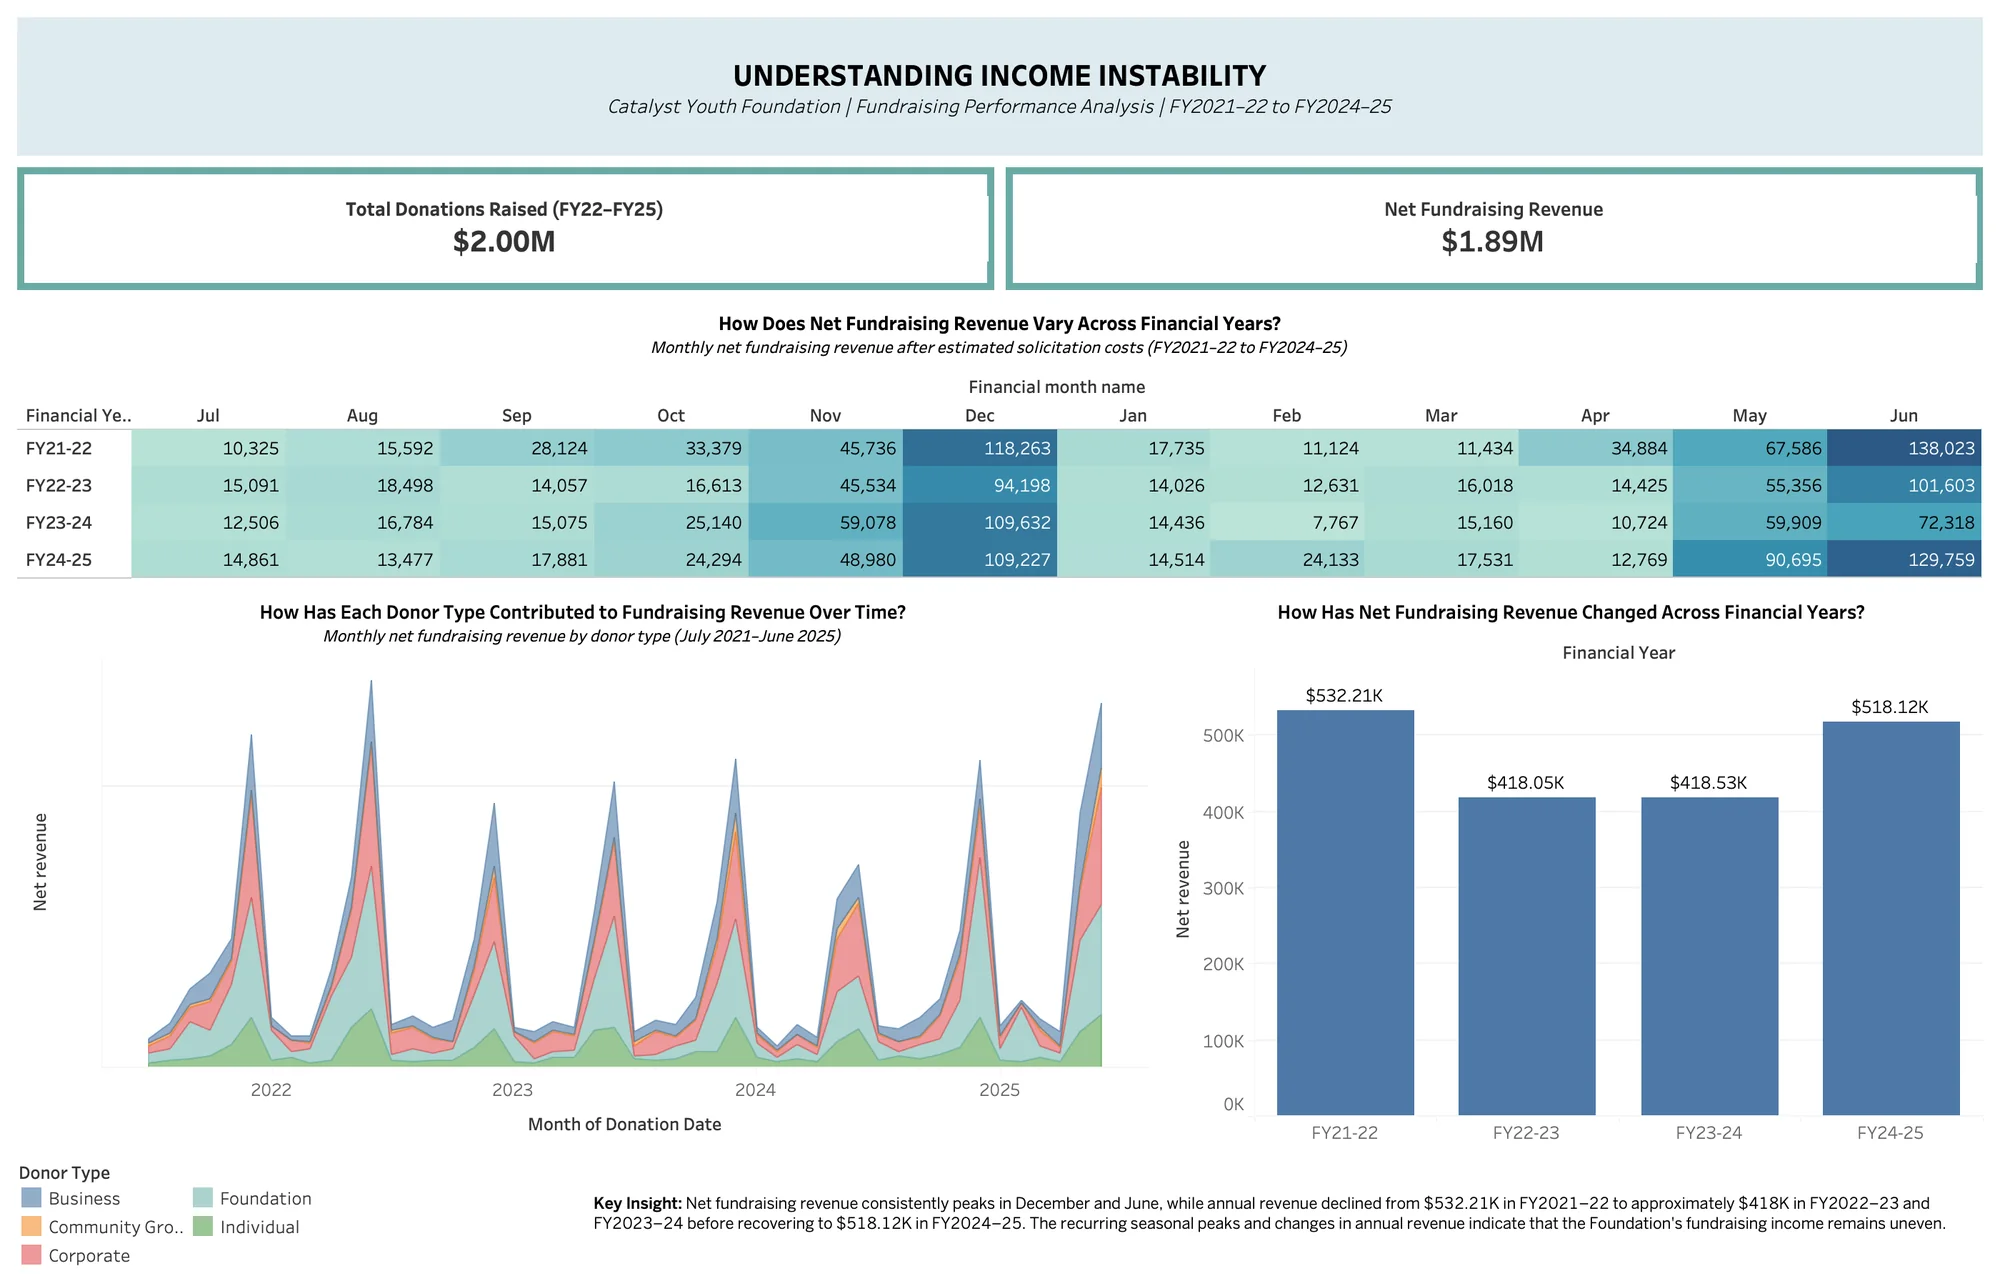 UNDERSTANDING INCOME INSTABILITY
Catalyst Youth Foundation | Fundraising Performance Analysis | FY2021–22 to FY2024–25
Total Donations Raised (FY22–FY25)
$2.00M
Net Fundraising Revenue
$1.89M
How Does Net Fundraising Revenue Vary Across Financial Years?
Monthly net fundraising revenue after estimated solicitation costs (FY2021–22 to FY2024–25)
Financial month name
Financial Ye.. Jul Aug Sep Oct Nov Dec Jan Feb Mar Apr May Jun
FY21-22 10,325 15,592 28,124 33,379 45,736 118,263 17,735 11,124 11,434 34,884 67,586 138,023
FY22-23 15,091 18,498 14,057 16,613 45,534 94,198 14,026 12,631 16,018 14,425 55,356 101,603
FY23-24 12,506 16,784 15,075 25,140 59,078 109,632 14,436 7,767 15,160 10,724 59,909 72,318
FY24-25 14,861 13,477 17,881 24,294 48,980 109,227 14,514 24,133 17,531 12,769 90,695 129,759
How Has Each Donor Type Contributed to Fundraising Revenue Over Time?
Monthly net fundraising revenue by donor type (July 2021–June 2025)
Net revenue
2022 2023 2024 2025
Month of Donation Date
How Has Net Fundraising Revenue Changed Across Financial Years?
Financial Year
Net revenue
500K
400K
300K
200K
100K
0K
$532.21K
$418.05K
$418.53K
$518.12K
FY21-22 FY22-23 FY23-24 FY24-25
Donor Type
Business
Foundation
Community Gro..
Individual
Corporate
Key Insight: Net fundraising revenue consistently peaks in December and June, while annual revenue declined from $532.21K in FY2021–22 to approximately $418K in FY2022–23 and
FY2023–24 before recovering to $518.12K in FY2024–25. The recurring seasonal peaks and changes in annual revenue indicate that the Foundation's fundraising income remains uneven.